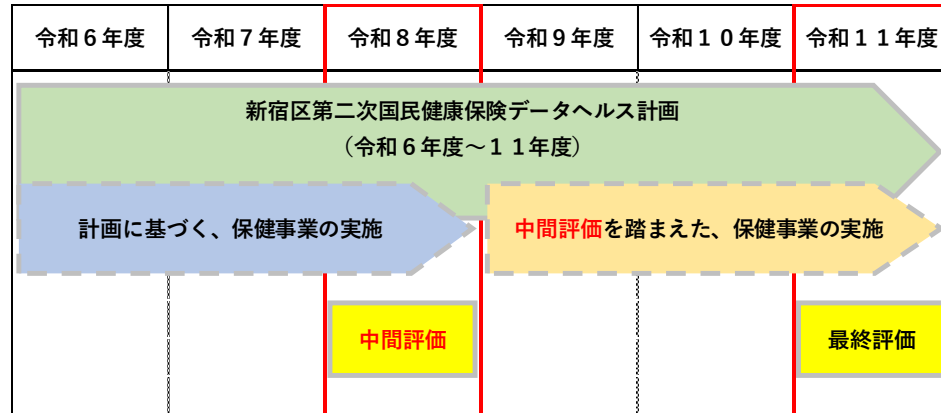 令和６年度
令和７年度
令和８年度
令和９年度
令和１０年度
令和１１年度
新宿区第二次国民健康保険データヘルス計画
（令和６年度～１１年度）
計画に基づく、保健事業の実施
中間評価を踏まえた、保健事業の実施
中間評価
最終評価